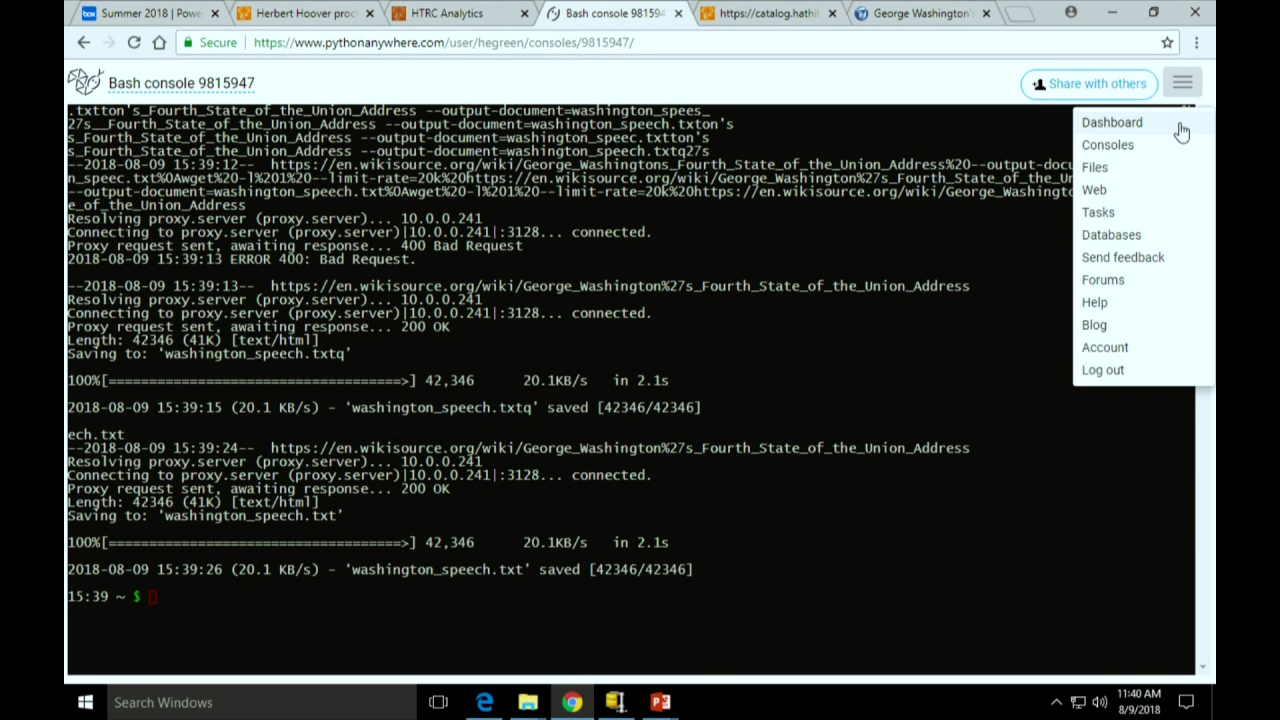 Summer 2018 | Powe
Herbert Hoover proc
HTRC Analytics
Bash console 981594
https://catalog.hathit
George Washington'
Secure
https://www.pythonanywhere.com/user/hegreen/consoles/9815947/
Bash console 9815947
Share with others
.txtton's_Fourth_State_of_the_Union_Address --output-document=washington_spees_
27s__Fourth_State_of_the_Union_Address --output-document=washington_speech.txton's
s_Fourth_State_of_the_Union_Address --output-document=washington_speec.txtton's
s_Fourth_State_of_the_Union_Address --output-document=washington_speec.txtq27s
--2018-08-09 15:39:12-- https://en.wikisource.org/wiki/George_Washingtons_Fourth_State_of_the_Union_Address%20--output-docu
n_speec.txt%0Awget%20-l%201%20--limit-rate=20k%20https://en.wikisource.org/wiki/George_Washington%27s_Fourth_State_of_the_Un
--output-document=washington_speech.txt%0Awget%20-l%201%20--limit-rate=20k%20https://en.wikisource.org/wiki/George_Washingto
e_of_the_Union_Address
Resolving proxy.server (proxy.server)... 10.0.0.241
Connecting to proxy.server (proxy.server)|10.0.0.241|:3128... connected.
Proxy request sent, awaiting response... 400 Bad Request
2018-08-09 15:39:13 ERROR 400: Bad Request.
--2018-08-09 15:39:13-- https://en.wikisource.org/wiki/George_Washington%27s_Fourth_State_of_the_Union_Address
Resolving proxy.server (proxy.server)... 10.0.0.241
Connecting to proxy.server (proxy.server)|10.0.0.241|:3128... connected.
Proxy request sent, awaiting response... 200 OK
Length: 42346 (41K) [text/html]
Saving to: 'washington_speech.txtq'
100%[====================================>] 42,346 20.1KB/s in 2.1s
2018-08-09 15:39:15 (20.1 KB/s) - 'washington_speech.txtq' saved [42346/42346]
ech.txt
--2018-08-09 15:39:24-- https://en.wikisource.org/wiki/George_Washington%27s_Fourth_State_of_the_Union_Address
Resolving proxy.server (proxy.server)... 10.0.0.241
Connecting to proxy.server (proxy.server)|10.0.0.241|:3128... connected.
Proxy request sent, awaiting response... 200 OK
Length: 42346 (41K) [text/html]
Saving to: 'washington_speech.txt'
100%[====================================>] 42,346 20.1KB/s in 2.1s
2018-08-09 15:39:26 (20.1 KB/s) - 'washington_speech.txt' saved [42346/42346]
15:39 ~ $
Dashboard
Consoles
Files
Web
Tasks
Databases
Send feedback
Forums
Help
Blog
Account
Log out
Search Windows
11:40 AM
8/9/2018